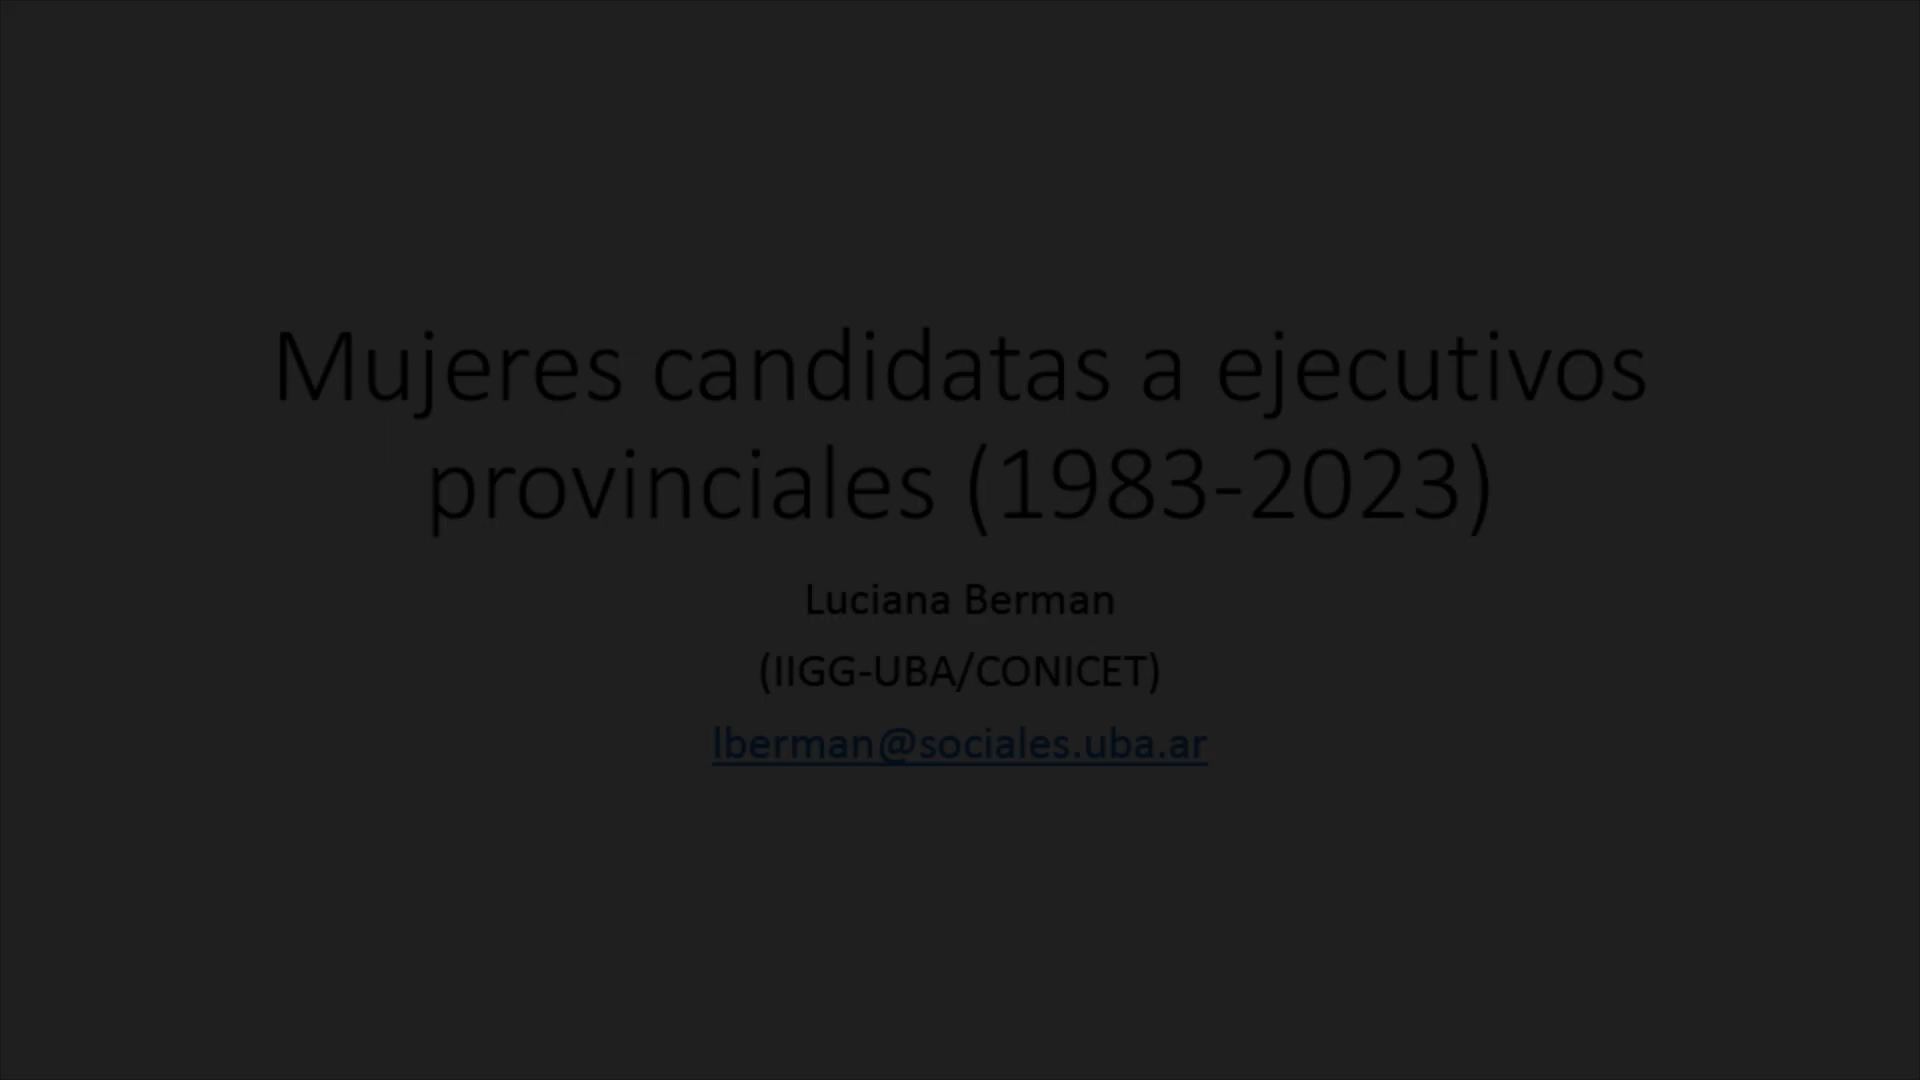 Mujeres candidatas a ejecutivos
provinciales (1983-2023)
Luciana Berman
(IIGG-UBA/CONICET)
lberman@sociales.uba.ar